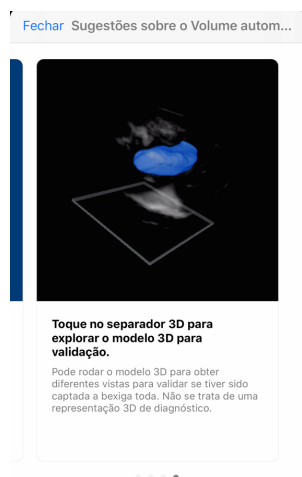 Fechar Sugestões sobre o Volume autom...
Toque no separador 3D para
explorar o modelo 3D para
validação.
Pode rodar o modelo 3D para obter
diferentes vistas para validar se tiver sido
captada a bexiga toda. Não se trata de uma
representação 3D de diagnóstico.